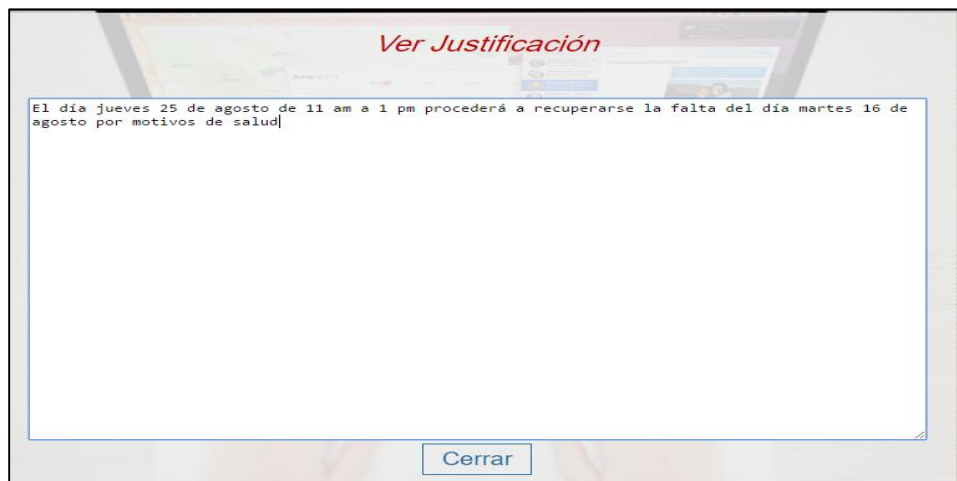 Ver Justificación
El día jueves 25 de agosto de 11 am a 1 pm procederá a recuperarse la falta del día martes 16 de
agosto por motivos de salud
Cerrar